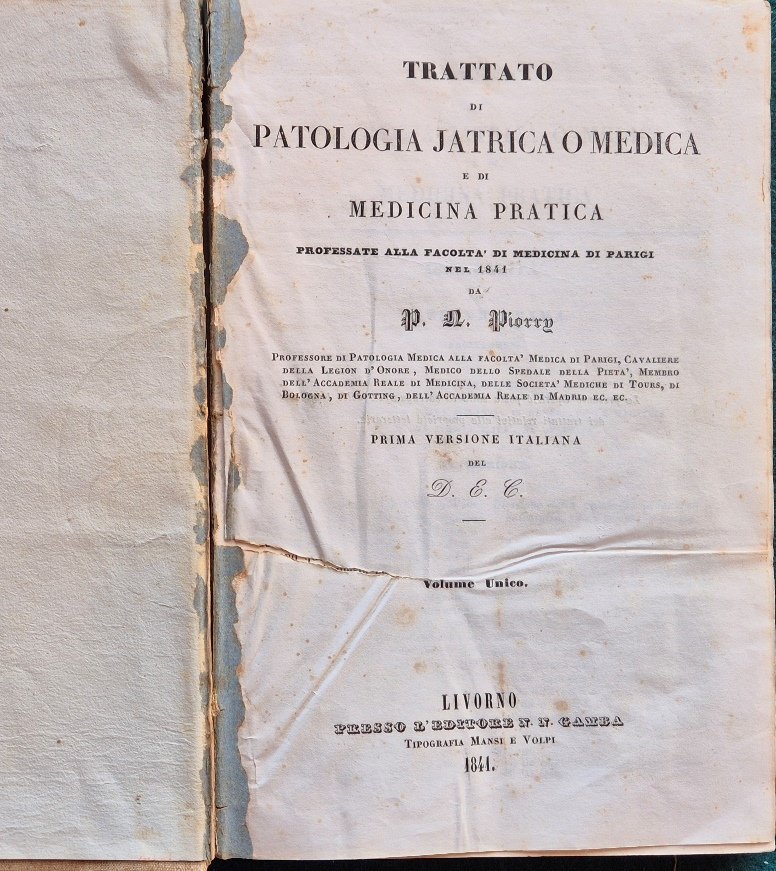 TRATTATO
DI
PATOLOGIA JATRICA O MEDICA
E DI
MEDICINA PRATICA
PROFESSATE ALLA FACOLTA' DI MEDICINA DI PARIGI
NEL 1841
DA
P. N. Piorry
PROFESSORE DI PATOLOGIA MEDICA ALLA FACOLTA' MEDICA DI PARIGI, CAVALIERE
DELLA LEGION D'ONORE, MEDICO DELLO SPEDALE DELLA PIETA', MEMBRO
DELL'ACCADEMIA REALE DI MEDICINA, DELLE SOCIETA' MEDICHE DI TOURS, DI
BOLOGNA, DI GOTTING, DELL'ACCADEMIA REALE DI MADRID EC. EC.
PRIMA VERSIONE ITALIANA
DEL
D. E. C.
Volume Unico.
LIVORNO
PRESSO L'EDITORE N. N. GAMBA
TIPOGRAFIA MANSI E VOLPI
1841.